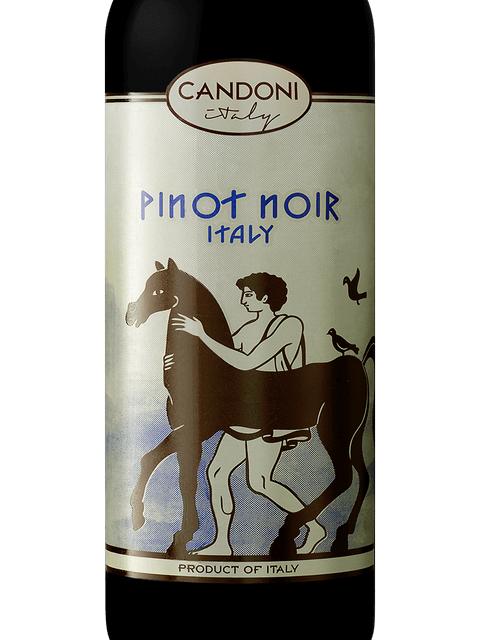 CANDONI
italy
PINOT NOIR
ITALY
PRODUCT OF ITALY